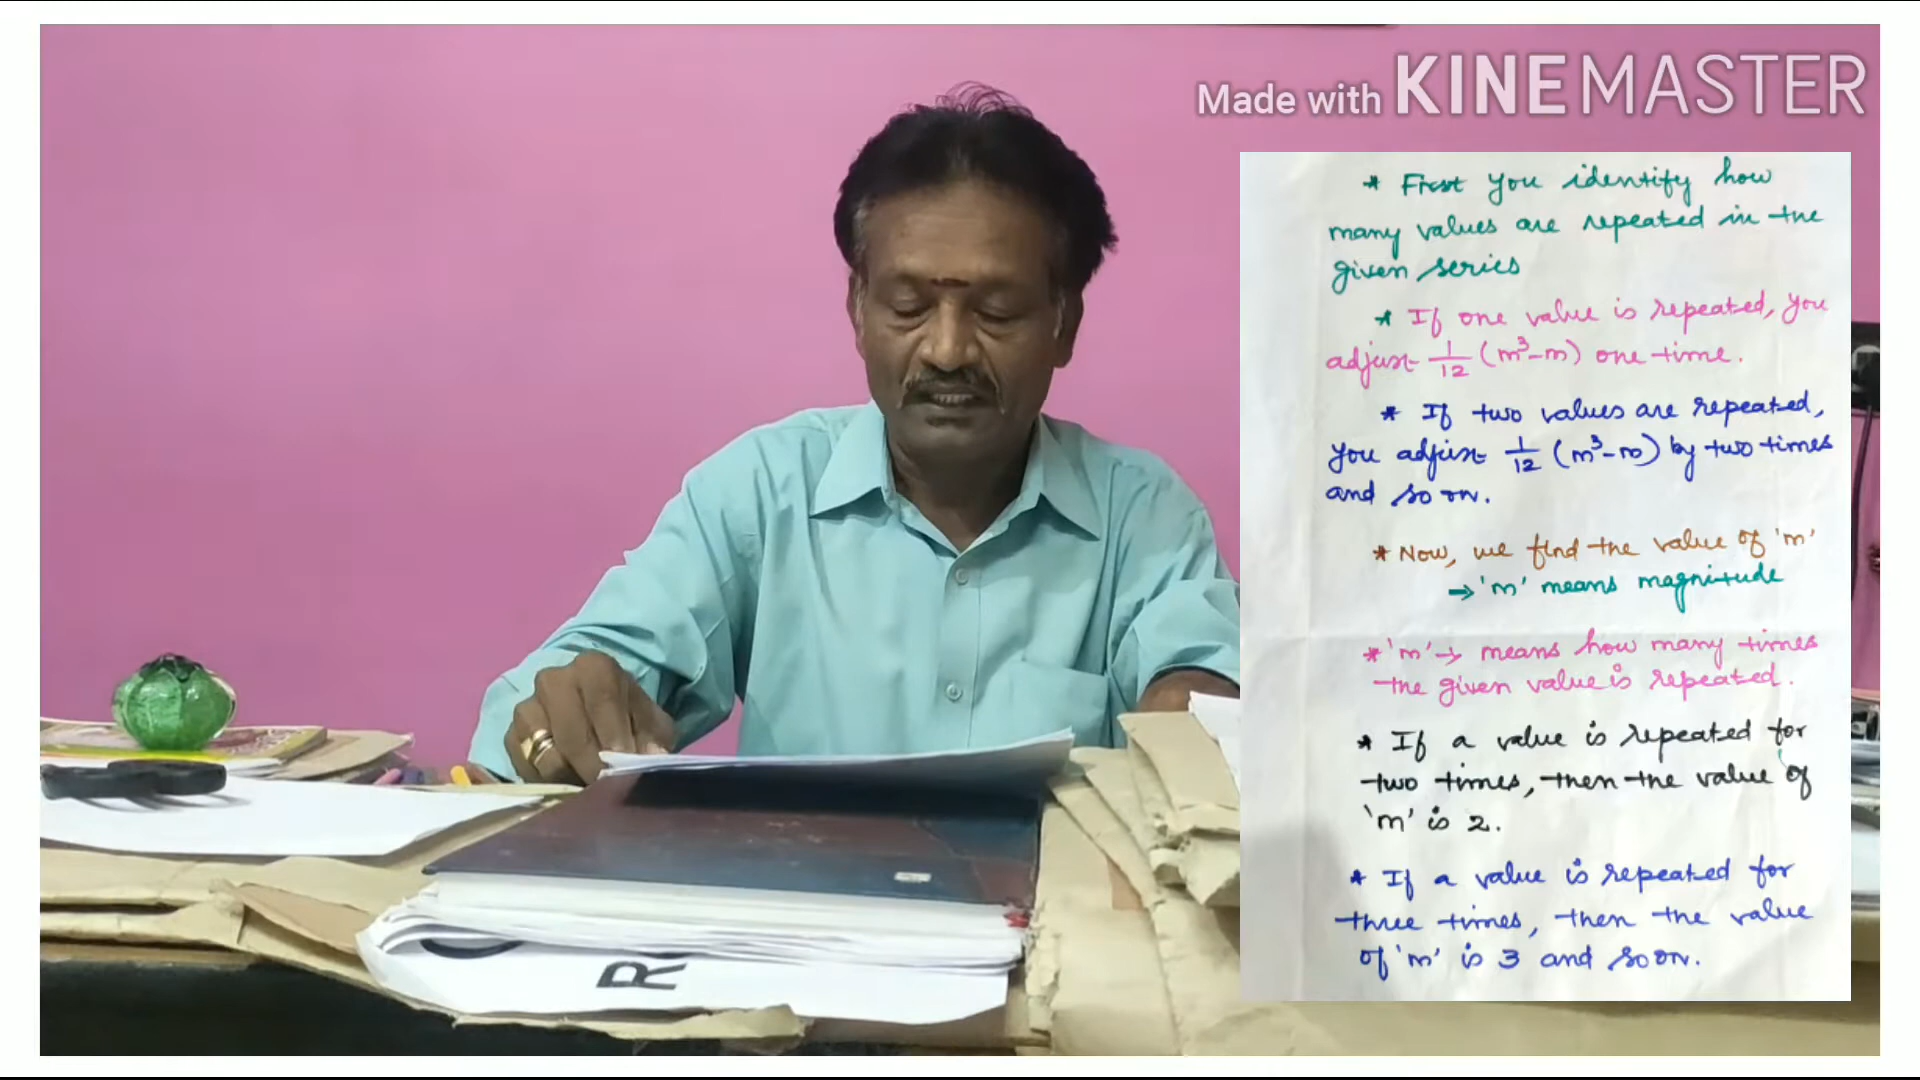 Made with KINEMASTER
* First you identify how
many values are repeated in the
given series
* If one value is repeated, you
adjust 1/12 (m³-m) one time.
* If two values are repeated,
you adjust 1/12 (m³-m) by two times
and so on.
* Now, we find the value of 'm'
→ 'm' means magnitude
* 'm' → means how many times
the given value is repeated.
* If a value is repeated for
two times, then the value of
'm' is 2.
* If a value is repeated for
three times, then the value
of 'm' is 3 and so on.
R